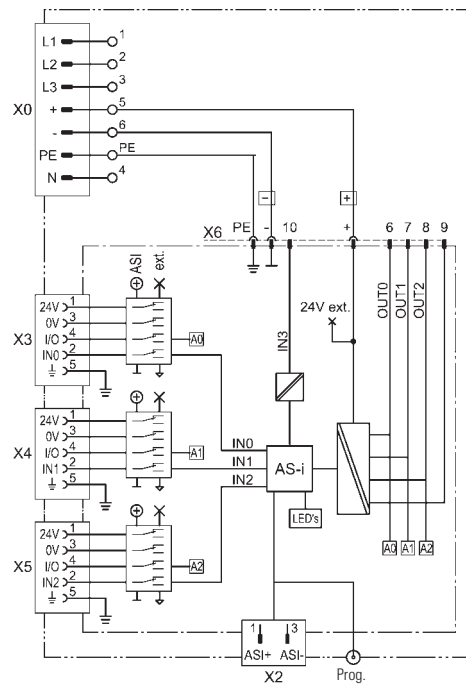 L1 1
L2 2
L3 3
X0
+ 5
- 6
PE PE
N 4
- +
X6 PE - 10 + 6 7 8 9
ASI ext.
24V ext.
OUT0
OUT1
OUT2
IN3
X3
24V 1
0V 3
I/O 4
IN0 2
5
A0
X4
24V 1
0V 3
I/O 4
IN1 2
5
A1
IN0
IN1
IN2
AS-i
LED's
X5
24V 1
0V 3
I/O 4
IN2 2
5
A2
A0 A1 A2
1 3
ASI+ ASI-
X2
Prog.